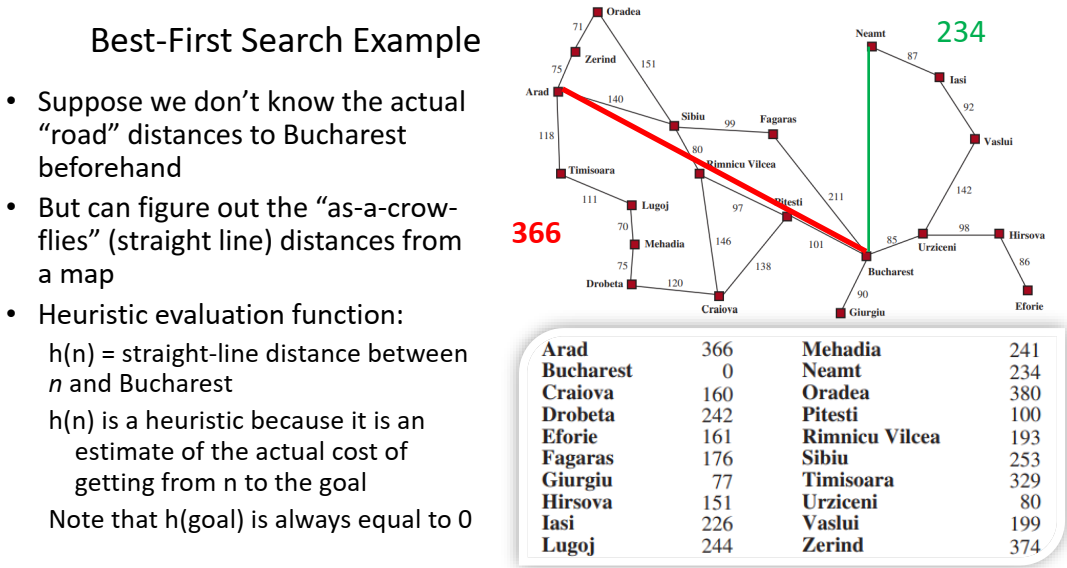 Best-First Search Example
• Suppose we don’t know the actual
“road” distances to Bucharest
beforehand
• But can figure out the “as-a-crow-
flies” (straight line) distances from
a map
• Heuristic evaluation function:
h(n) = straight-line distance between
n and Bucharest
h(n) is a heuristic because it is an
estimate of the actual cost of
getting from n to the goal
Note that h(goal) is always equal to 0
Oradea
71
Zerind
75
151
Arad
140
118
Sibiu
99
Fagaras
80
Rimnicu Vilcea
Timisoara
111
Lugoj
70
Mehadia
75
Drobeta
120
Craiova
146
97
Pitesti
138
101
211
Bucharest
90
Giurgiu
85
Urziceni
98
Hirsova
86
Eforie
142
Vaslui
92
Iasi
87
Neamt
234
366
Arad 366 Mehadia 241
Bucharest 0 Neamt 234
Craiova 160 Oradea 380
Drobeta 242 Pitesti 100
Eforie 161 Rimnicu Vilcea 193
Fagaras 176 Sibiu 253
Giurgiu 77 Timisoara 329
Hirsova 151 Urziceni 80
Iasi 226 Vaslui 199
Lugoj 244 Zerind 374